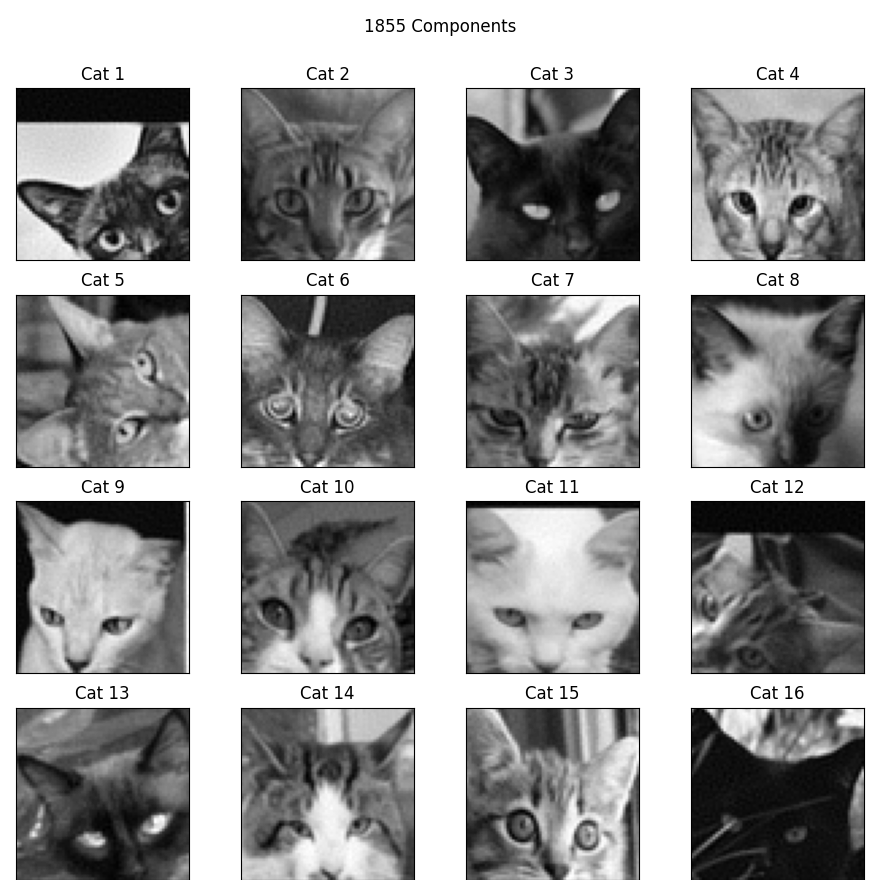 1855 Components
Cat 1 Cat 2 Cat 3 Cat 4
Cat 5 Cat 6 Cat 7 Cat 8
Cat 9 Cat 10 Cat 11 Cat 12
Cat 13 Cat 14 Cat 15 Cat 16